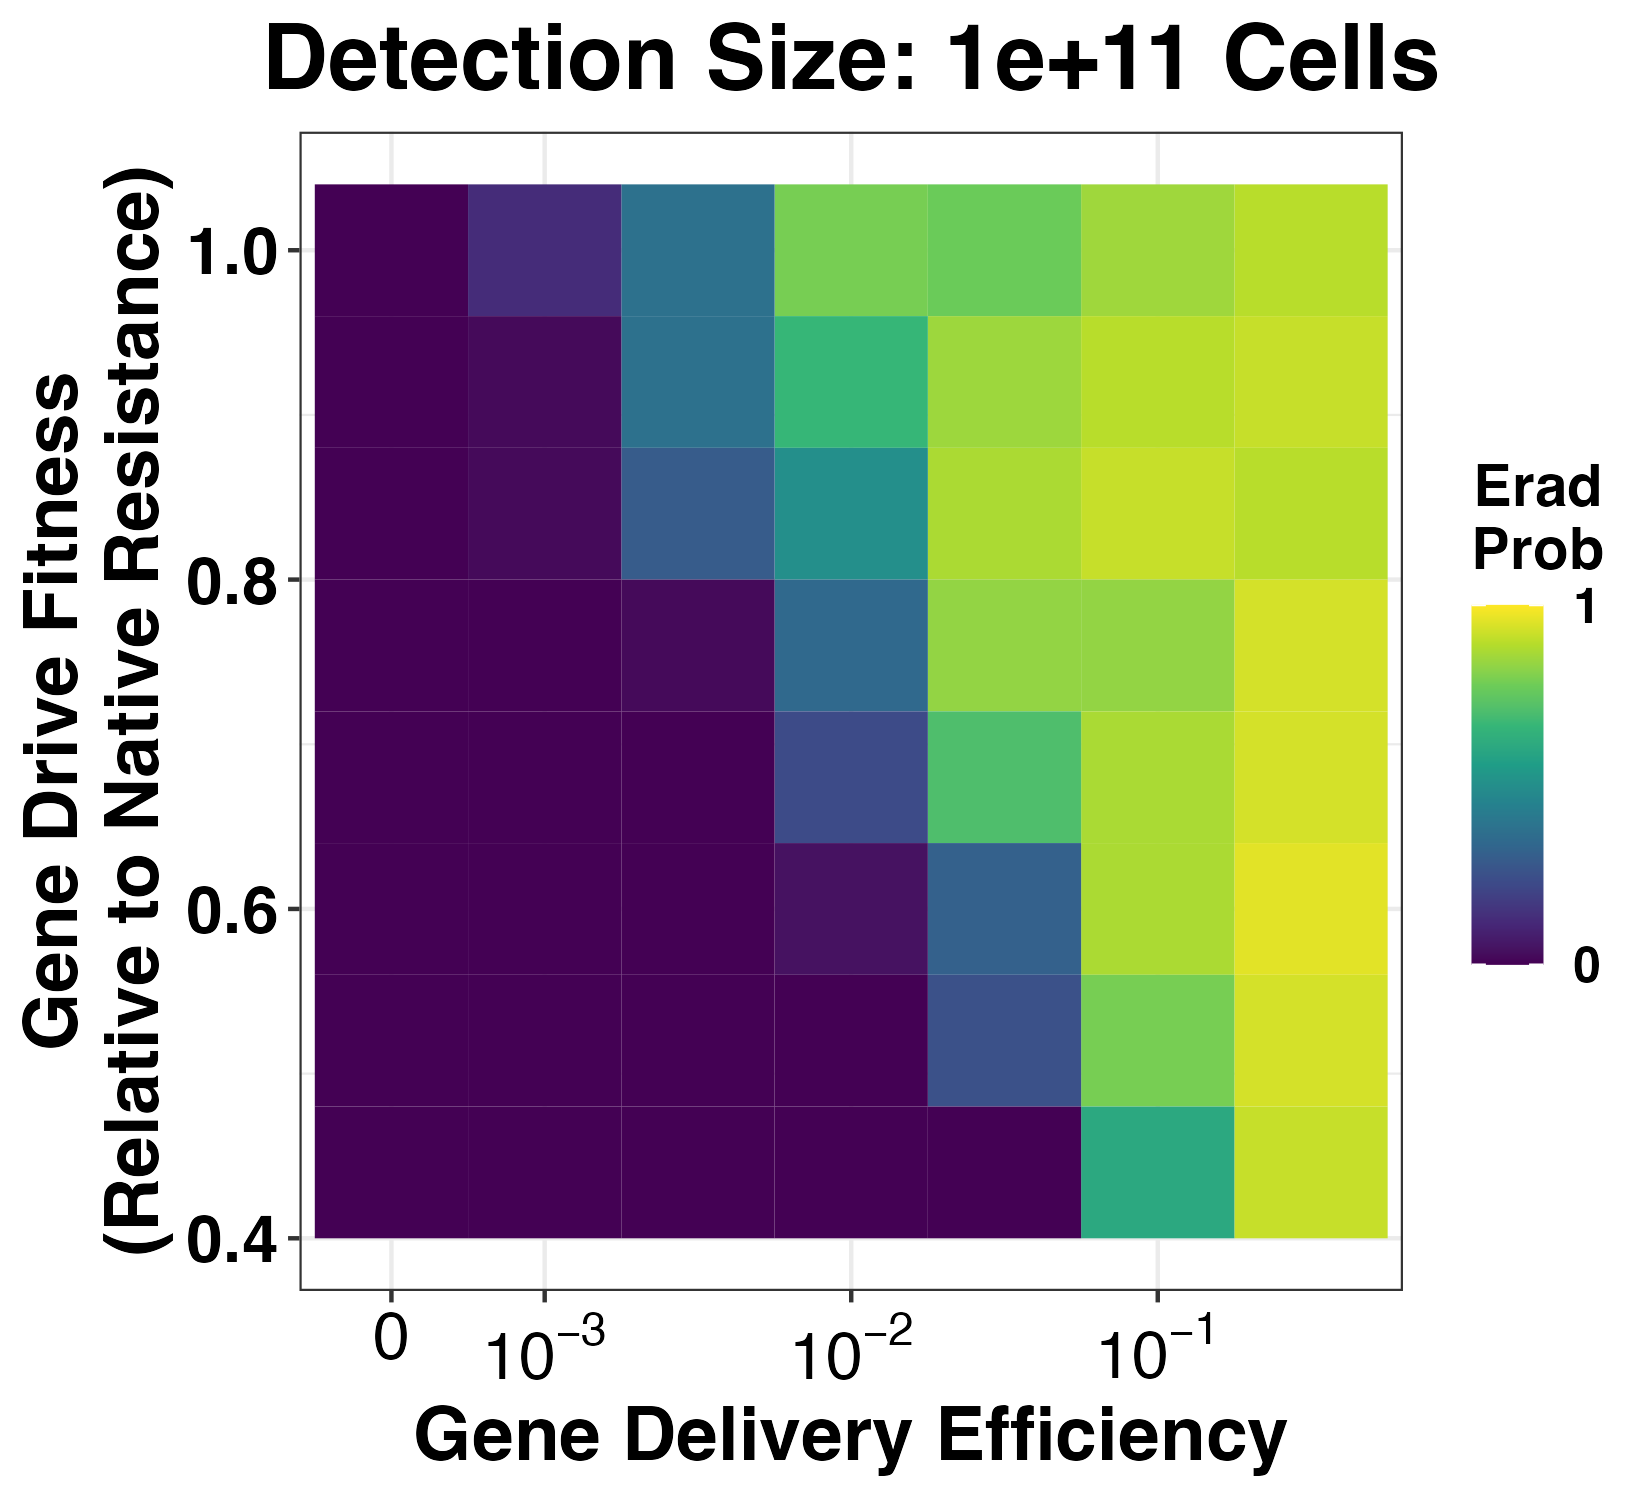 Detection Size: 1e+11 Cells
Gene Drive Fitness
(Relative to Native Resistance)
1.0
0.8
0.6
0.4
0
10⁻³
10⁻²
10⁻¹
Gene Delivery Efficiency
Erad
Prob
1
0